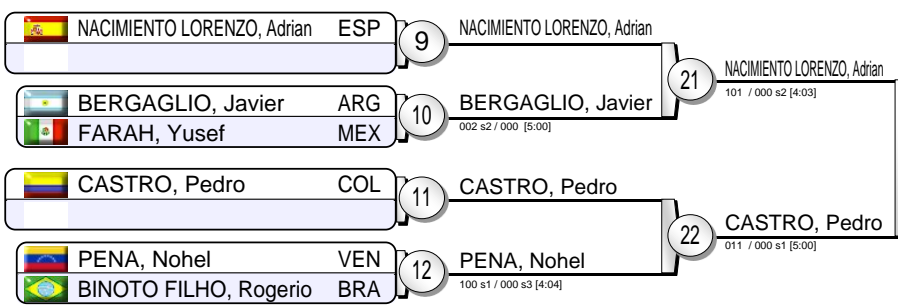 NACIMIENTO LORENZO, Adrian ESP
9
NACIMIENTO LORENZO, Adrian
21
NACIMIENTO LORENZO, Adrian
101 / 000 s2 [4:03]
BERGAGLIO, Javier ARG
FARAH, Yusef MEX
10
BERGAGLIO, Javier
002 s2 / 000 [5:00]
CASTRO, Pedro COL
11
CASTRO, Pedro
22
CASTRO, Pedro
011 / 000 s1 [5:00]
PENA, Nohel VEN
BINOTO FILHO, Rogerio BRA
12
PENA, Nohel
100 s1 / 000 s3 [4:04]